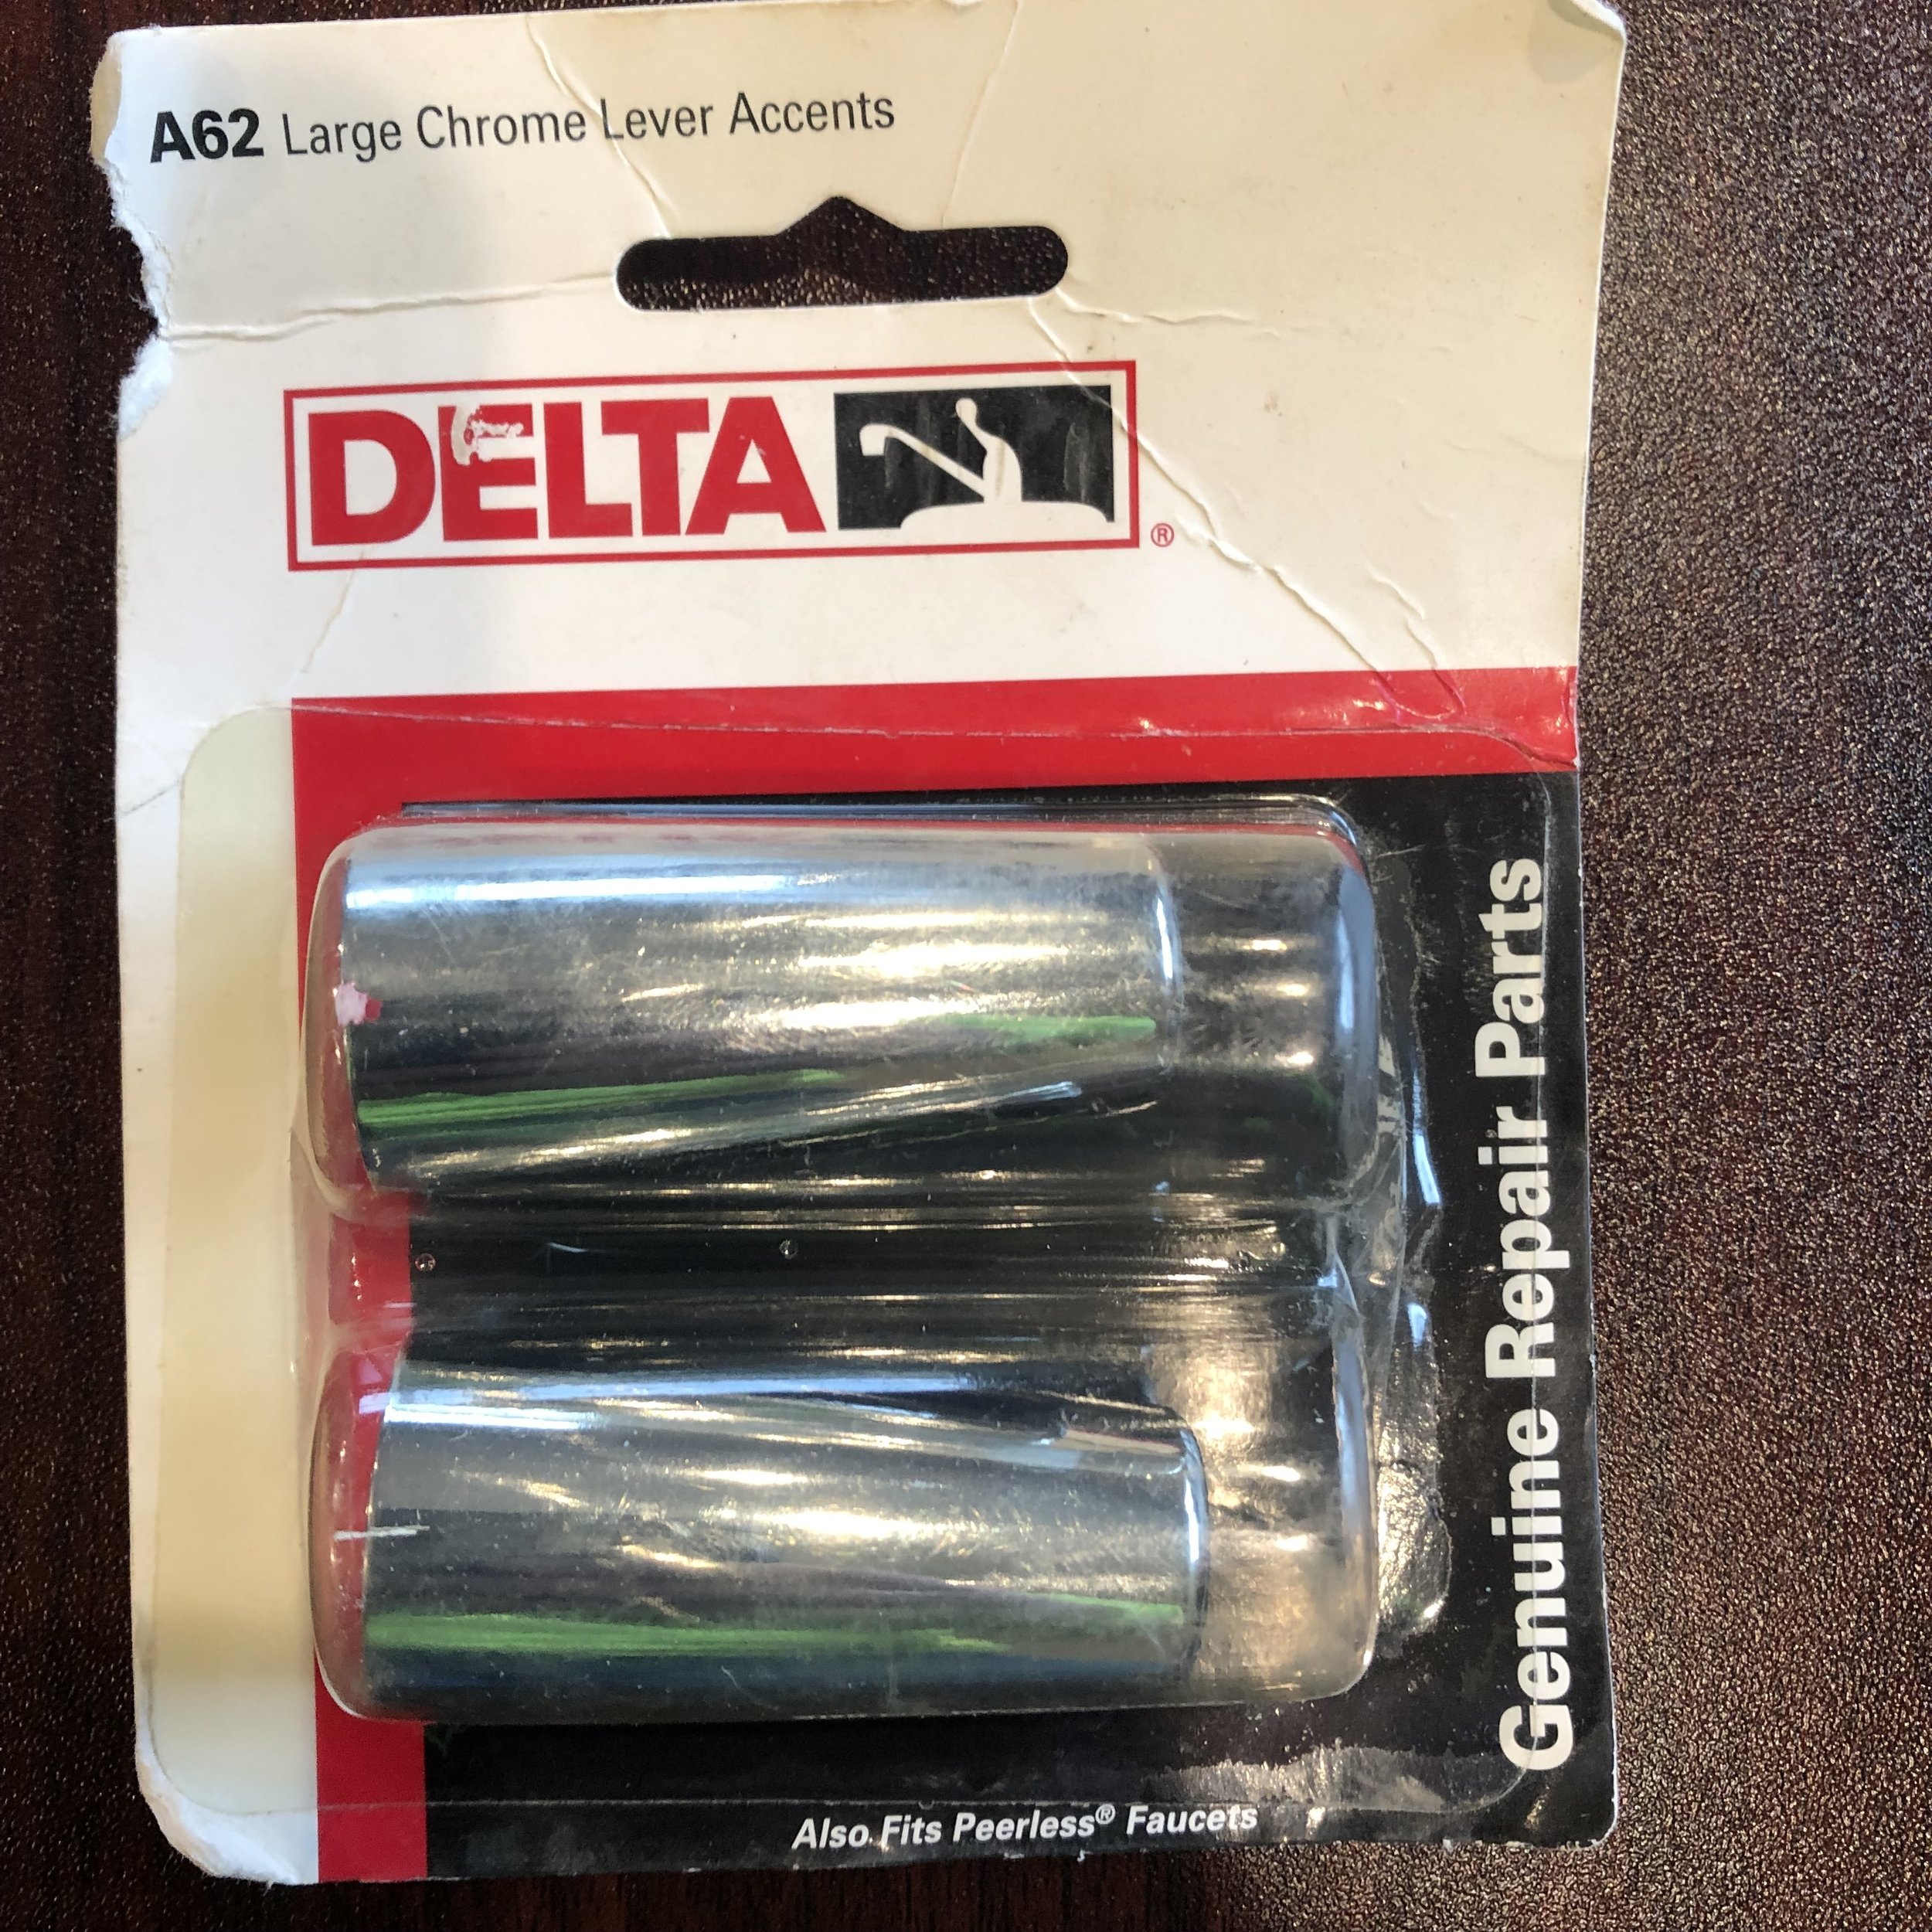 A62 Large Chrome Lever Accents
DELTA ®
Genuine Repair Parts
Also Fits Peerless® Faucets